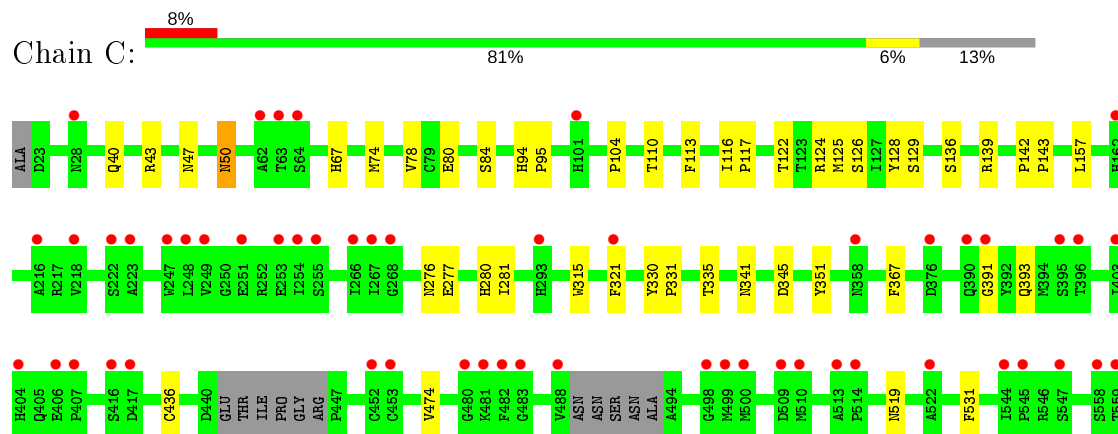 8%
Chain C:
81% 6% 13%
ALA D23 N28 Q40 R43 N47 N50 A62 T63 S64 H67 M74 V78 C79 E80 S84 H94 P95 H101 P104 T110 F113 I116 P117 T122 T123 R124 M125 S126 I127 Y128 S129 S136 R139 P142 P143 L157 H162
A216 R217 V218 S222 A223 W247 L248 V249 G250 E251 R252 E253 I254 S255 I266 I267 G268 N276 E277 H280 I281 H293 W315 F321 Y330 P331 T335 N341 D345 Y351 N358 F367 D376 Q390 G391 Y392 Q393 M394 S395 T396 I403
H404 Q405 E406 P407 S416 D417 C436 D440 GLU THR ILE PRO GLY ARG P447 C452 C453 V474 G480 K481 F482 G483 V488 ASN ASN SER ASN ALA A494 G498 M499 M500 D509 M510 A513 P514 N519 A522 F531 I544 P545 R546 S547 S558 P559